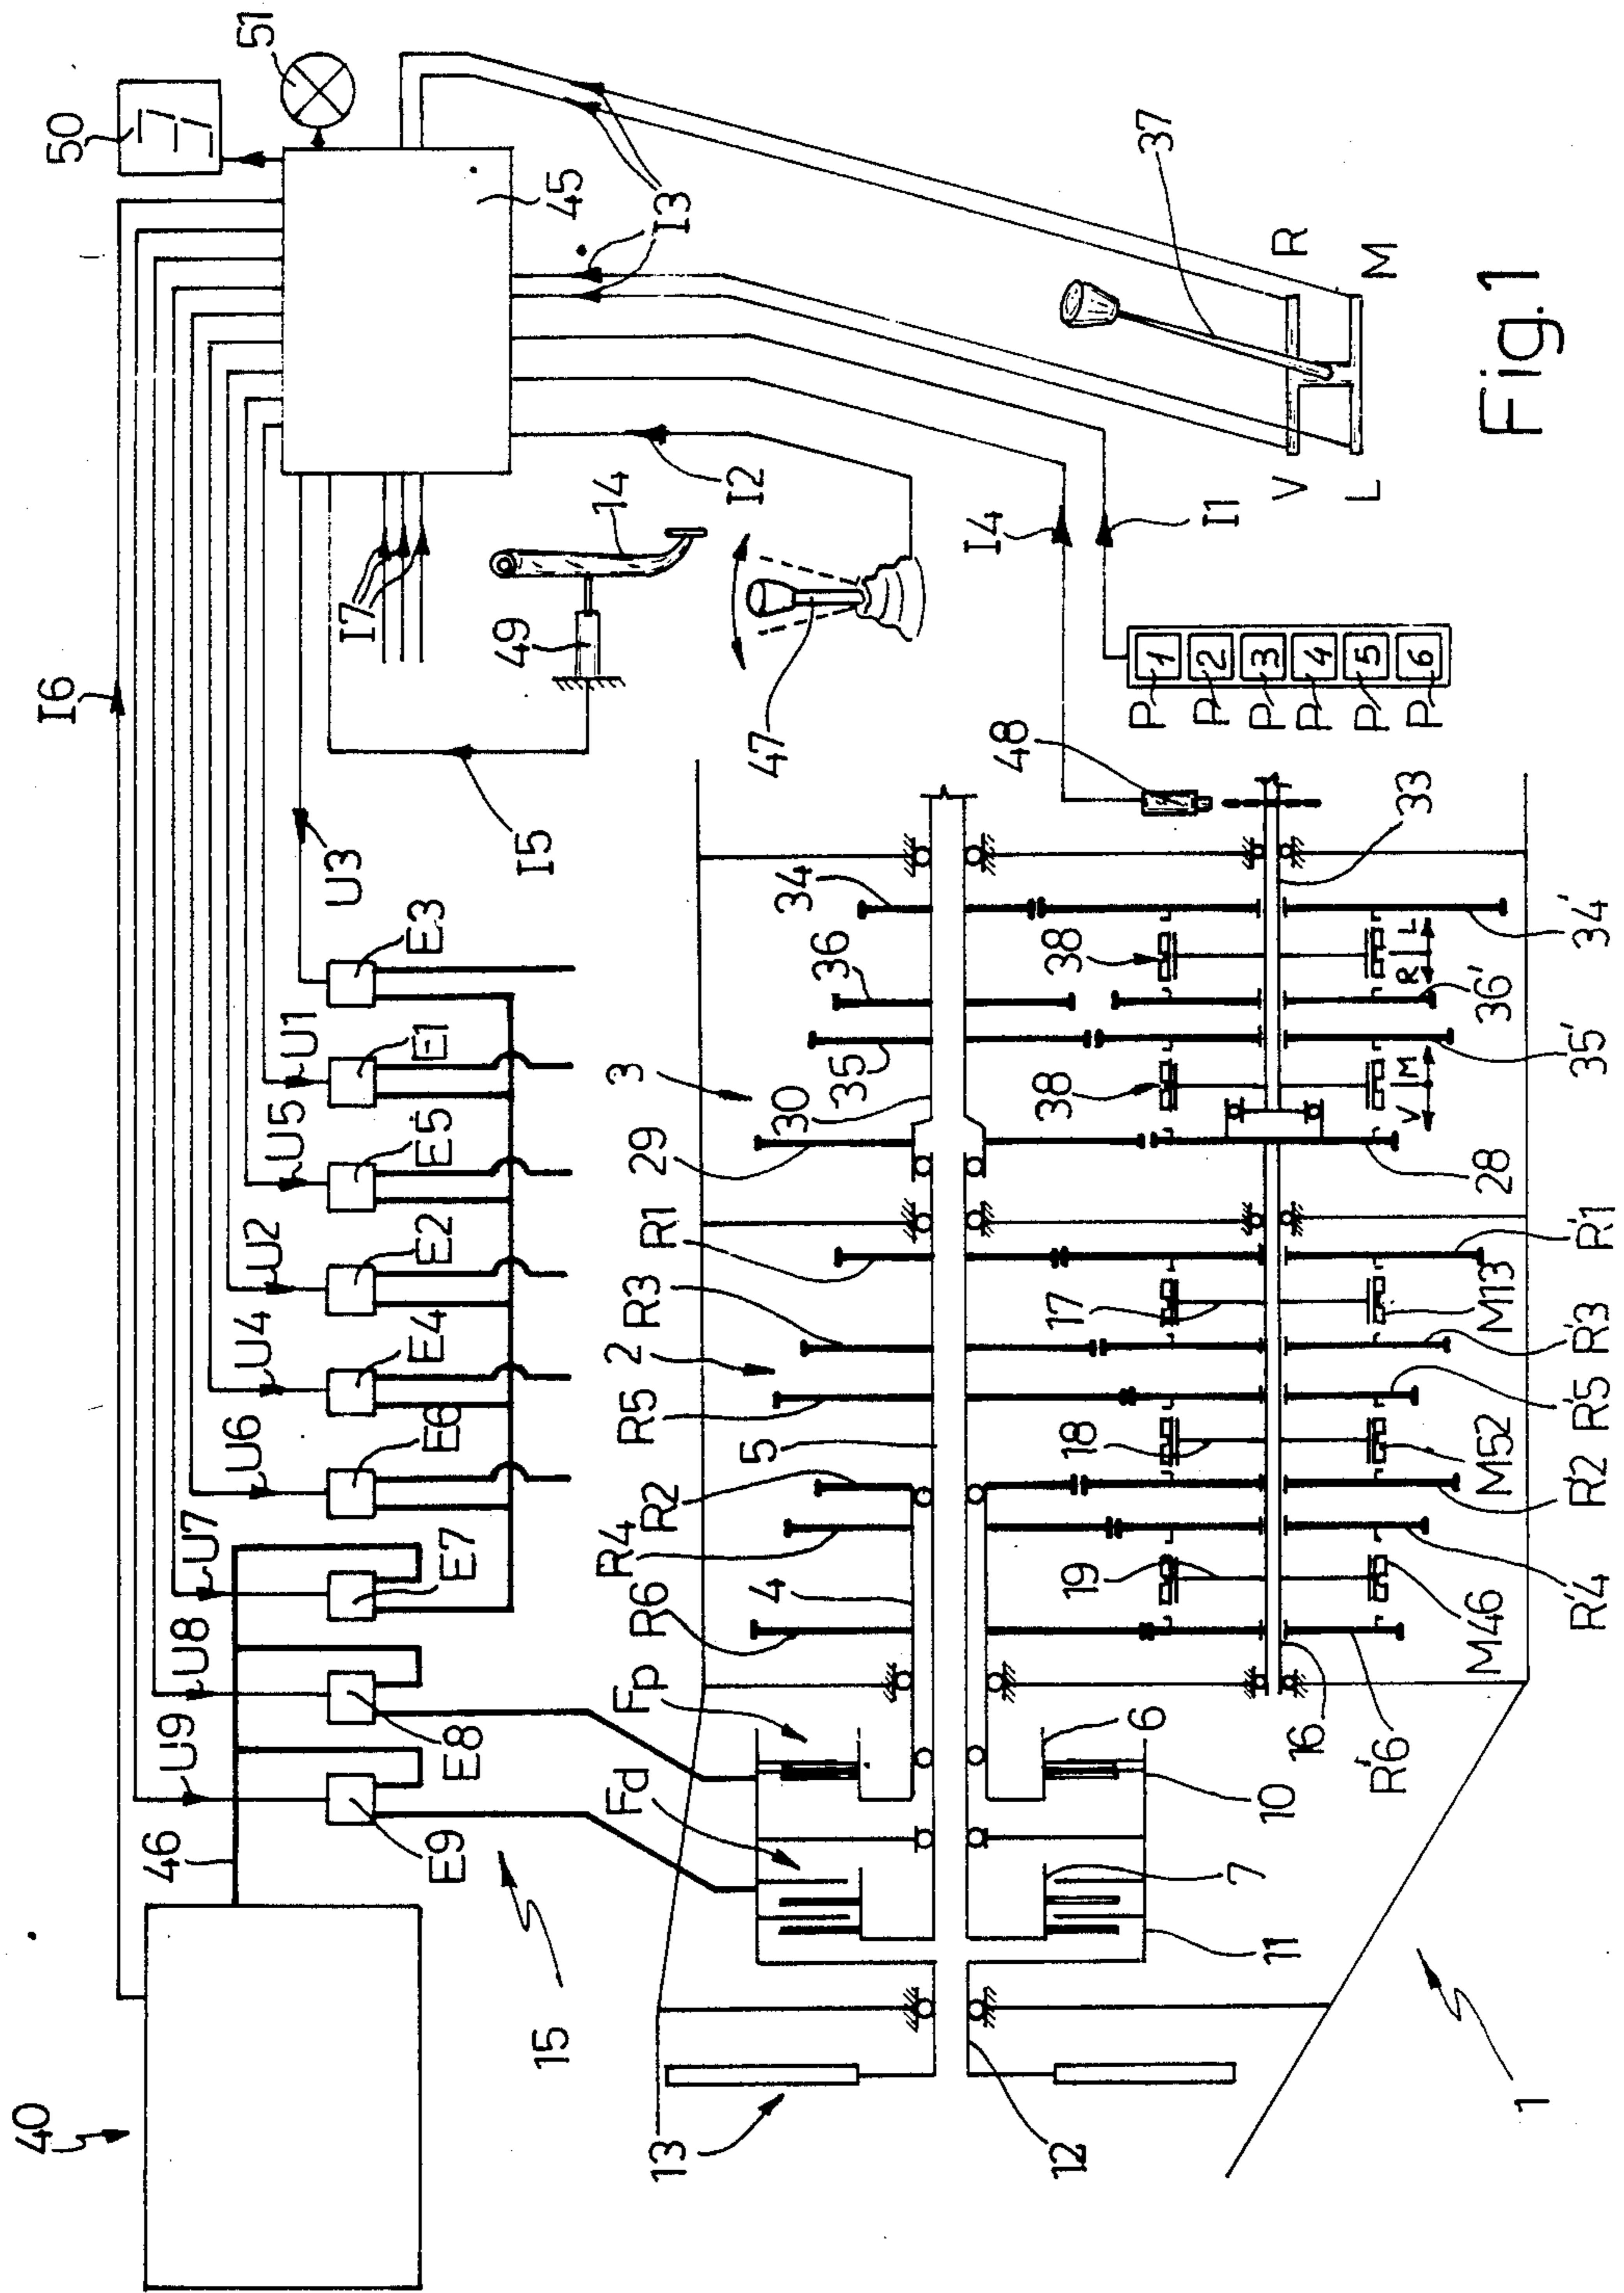 40
46
U9
U8
U7
U6
U4
U2
U5
U1
U3
I6
50
51
E9
E8
E7
E6
E4
E2
E5
E1
E3
I5
I7
49
14
45
I3
15
47
I2
13
Fd
Fp
R6
R4
R2
5
R5
2
R3
R1
29
30
3
35
36
34
4
48
I4
I1
37
19
18
17
38
38
P
P
P
P
P
P
1
2
3
4
5
6
V
R
L
M
V
M
R
L
12
11
7
10
6
16
R'6
M46
R'4
R'2
M52
R'5
R'3
M13
R'1
28
35'
36'
34'
33
1
Fig.1